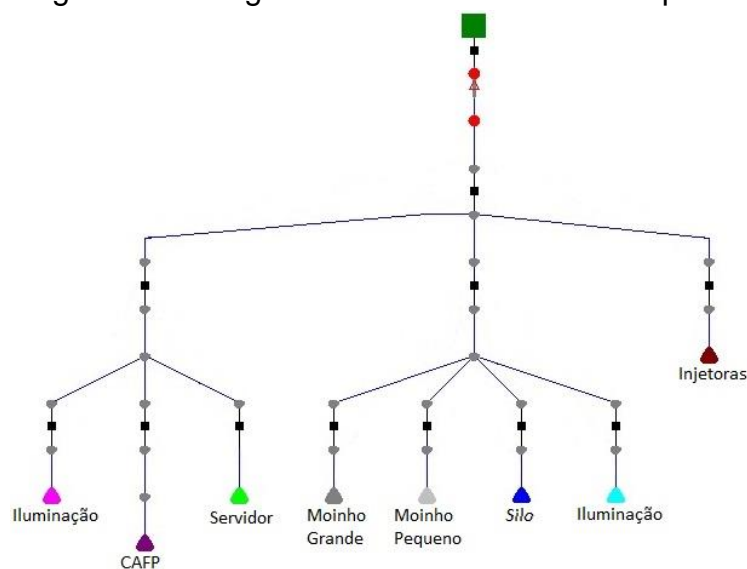 Injetoras
Iluminação
Servidor
Moinho
Grande
Moinho
Pequeno
Silo
Iluminação
CAFP